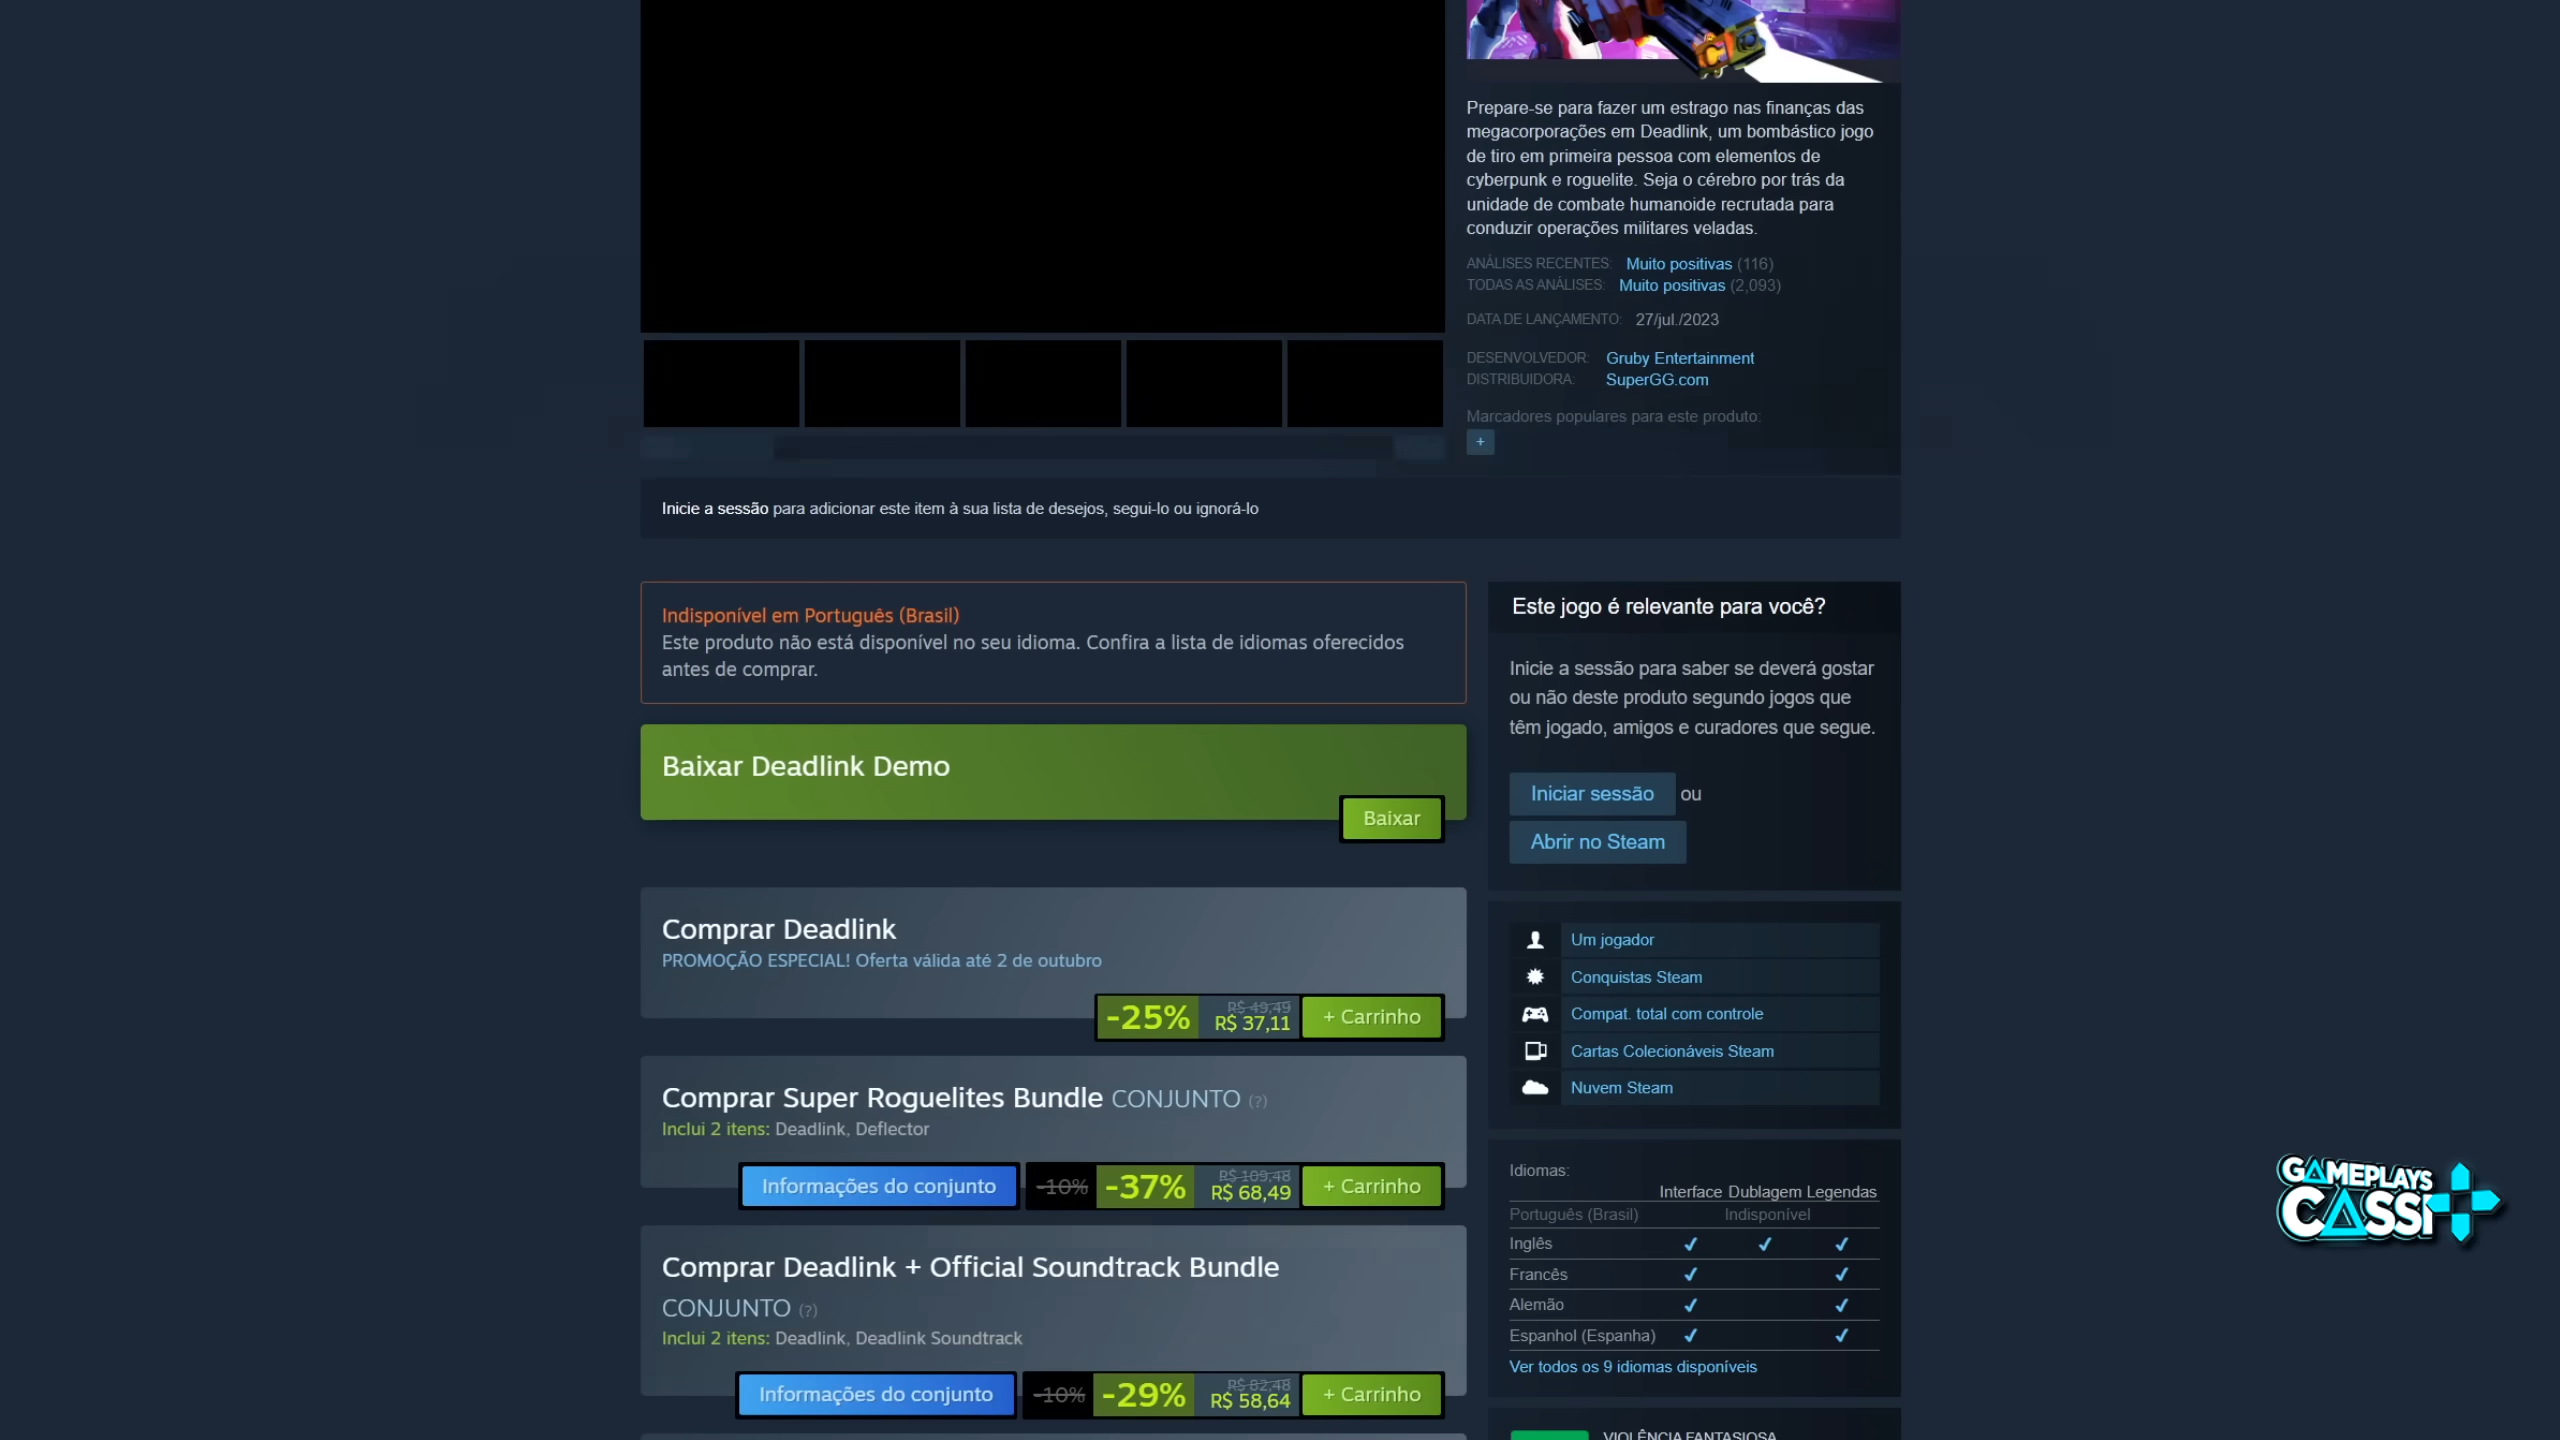 Prepare-se para fazer um estrago nas finanças das
megacorporações em Deadlink, um bombástico jogo
de tiro em primeira pessoa com elementos de
cyberpunk e roguelite. Seja o cérebro por trás da
unidade de combate humanoide recrutada para
conduzir operações militares veladas.
ANÁLISES RECENTES: Muito positivas (116)
TODAS AS ANÁLISES: Muito positivas (2,093)
DATA DE LANÇAMENTO: 27/jul./2023
DESENVOLVEDOR: Gruby Entertainment
DISTRIBUIDORA: SuperGG.com
Marcadores populares para este produto:
+
Inicie a sessão para adicionar este item à sua lista de desejos, segui-lo ou ignorá-lo
Indisponível em Português (Brasil)
Este produto não está disponível no seu idioma. Confira a lista de idiomas oferecidos
antes de comprar.
Baixar Deadlink Demo
Baixar
Comprar Deadlink
PROMOÇÃO ESPECIAL! Oferta válida até 2 de outubro
-25% R$ 49,49 R$ 37,11 + Carrinho
Comprar Super Roguelites Bundle CONJUNTO (?)
Inclui 2 itens: Deadlink, Deflector
Informações do conjunto -10% -37% R$ 109,48 R$ 68,49 + Carrinho
Comprar Deadlink + Official Soundtrack Bundle
CONJUNTO (?)
Inclui 2 itens: Deadlink, Deadlink Soundtrack
Informações do conjunto -10% -29% R$ 82,48 R$ 58,64 + Carrinho
Este jogo é relevante para você?
Inicie a sessão para saber se deverá gostar
ou não deste produto segundo jogos que
têm jogado, amigos e curadores que segue.
Iniciar sessão ou
Abrir no Steam
Um jogador
Conquistas Steam
Compat. total com controle
Cartas Colecionáveis Steam
Nuvem Steam
Idiomas:
Interface Dublagem Legendas
Português (Brasil) Indisponível
Inglês ✔ ✔ ✔
Francês ✔ ✔
Alemão ✔ ✔
Espanhol (Espanha) ✔ ✔
Ver todos os 9 idiomas disponíveis
VIOLÊNCIA FANTASIOSA
GAMEPLAYS
CASSI